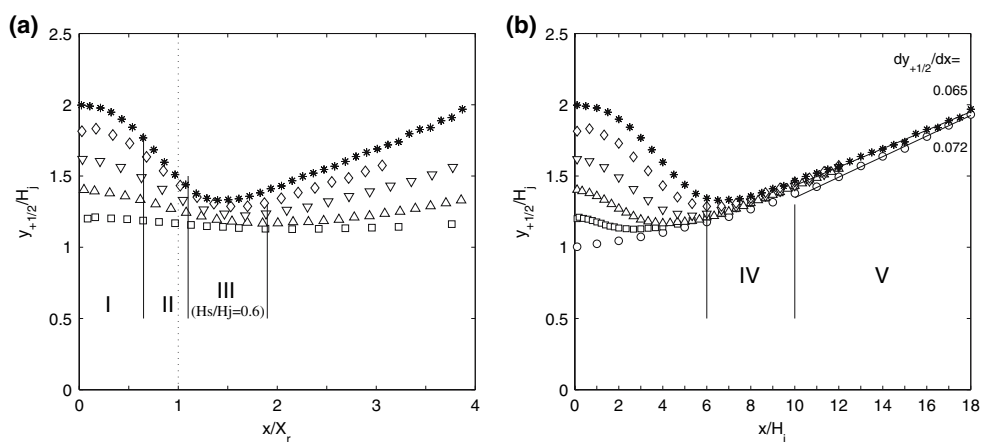 (a)
2.5
2
1.5
1
0.5
0
y+1/2/Hj
I
II
III
(Hs/Hj=0.6)
0
1
2
3
4
x/Xr
(b)
2.5
2
1.5
1
0.5
0
y+1/2/Hj
dy+1/2/dx=
0.065
0.072
IV
V
0
2
4
6
8
10
12
14
16
18
x/Hj